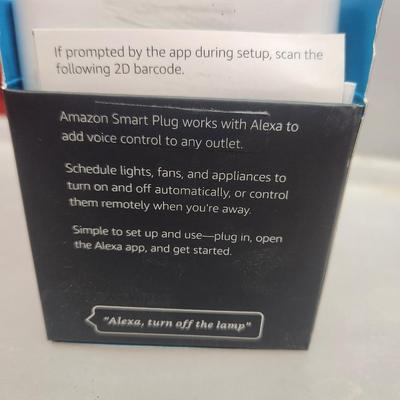 If prompted by the app during setup, scan the
following 2D barcode.
Amazon Smart Plug works with Alexa to
add voice control to any outlet.
Schedule lights, fans, and appliances to
turn on and off automatically, or control
them remotely when you're away.
Simple to set up and use—plug in, open
the Alexa app, and get started.
"Alexa, turn off the lamp"